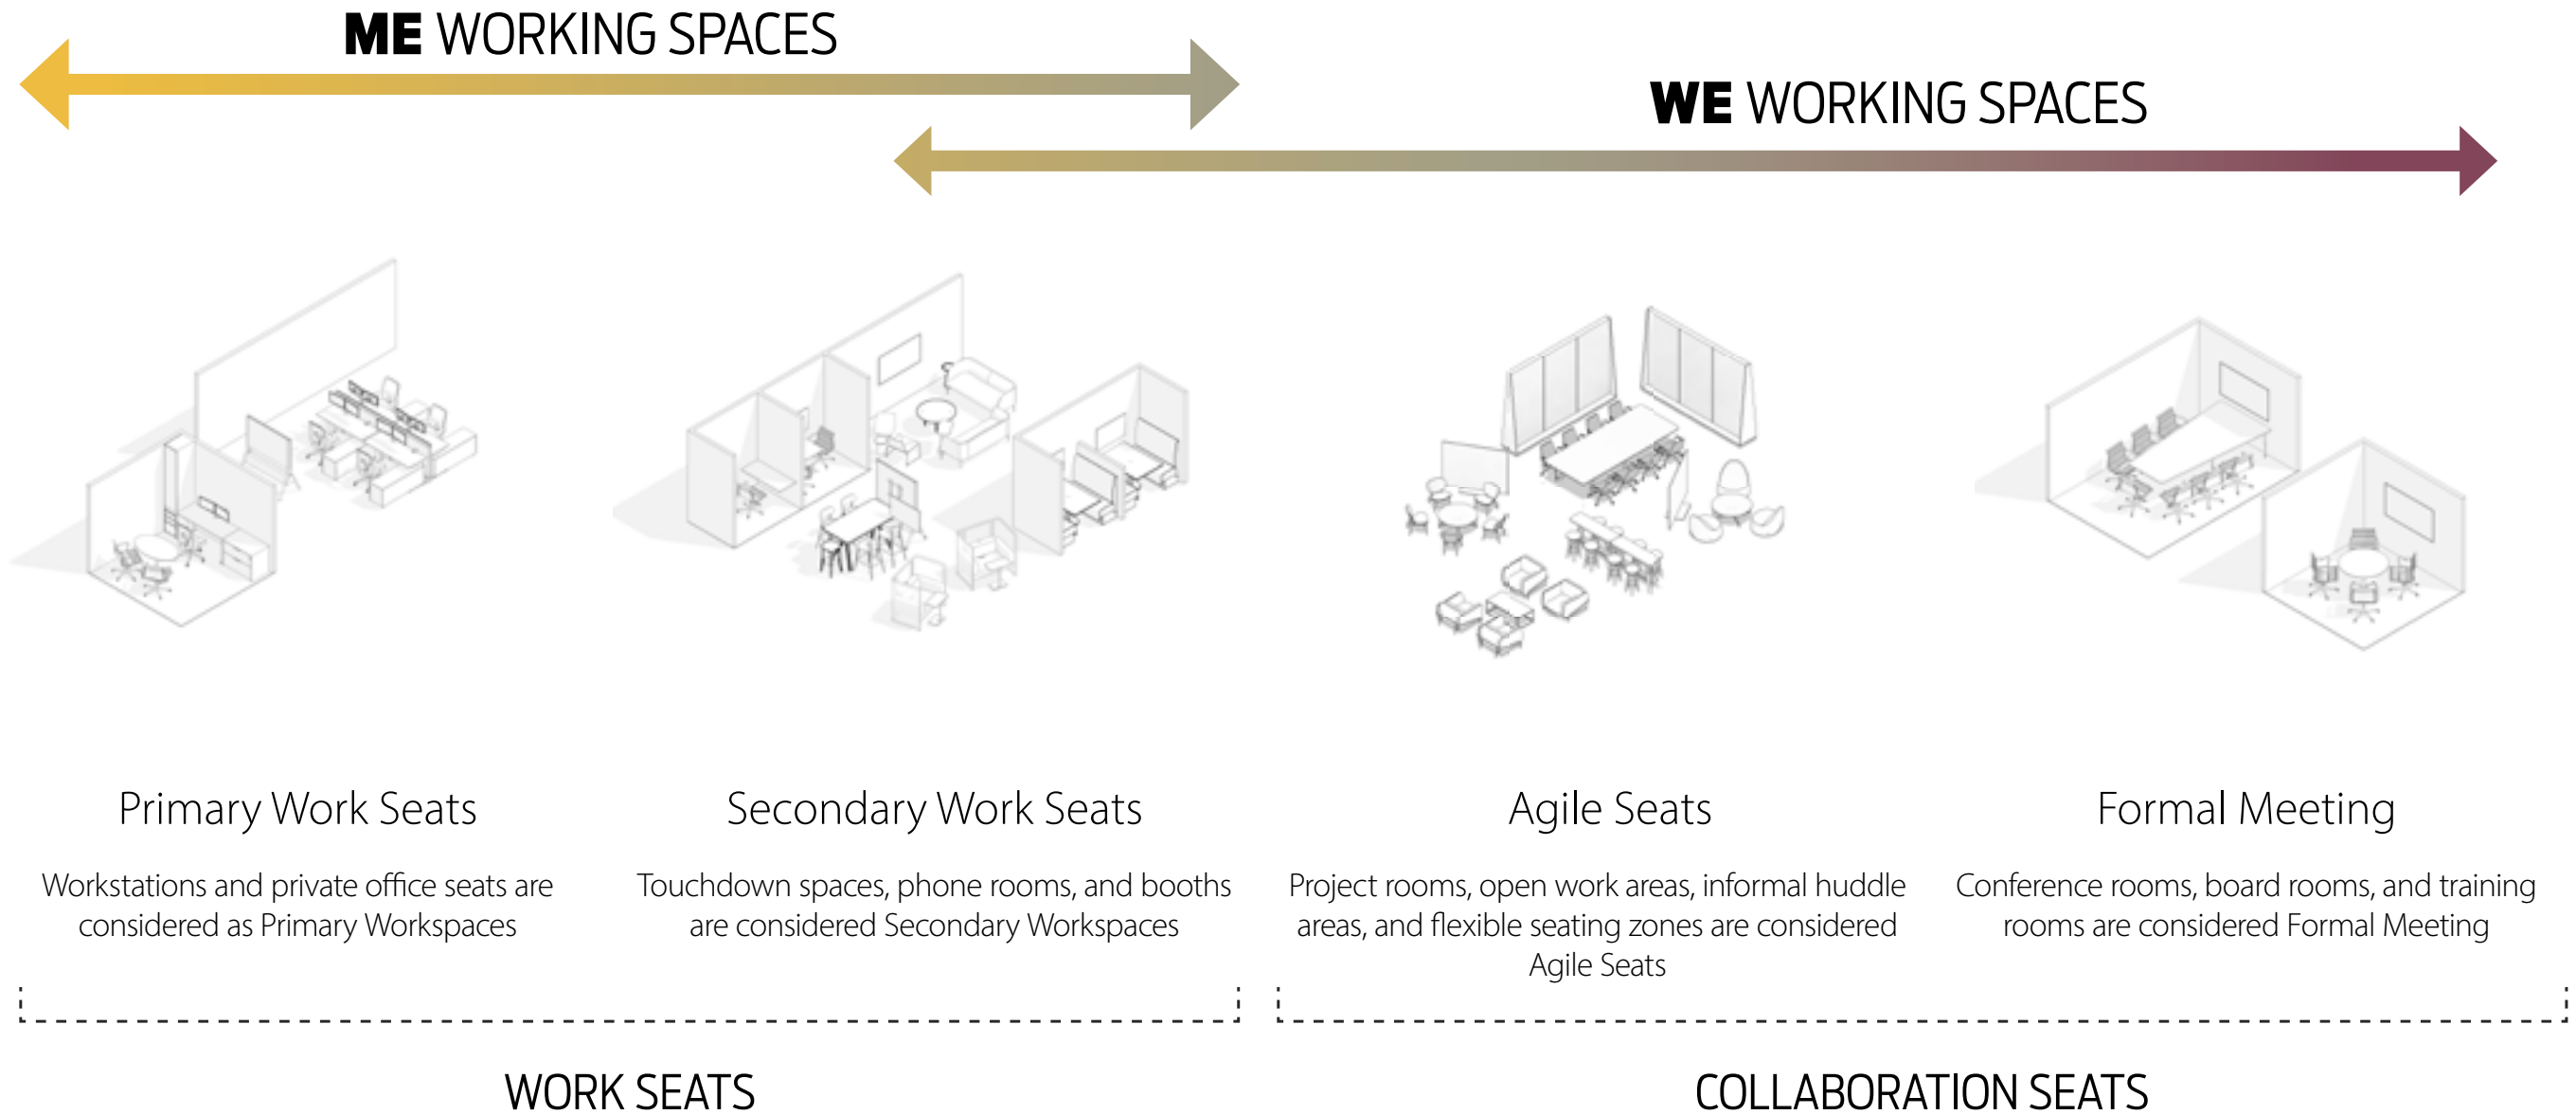 ME WORKING SPACES
WE WORKING SPACES
Primary Work Seats
Workstations and private office seats are
considered as Primary Workspaces
Secondary Work Seats
Touchdown spaces, phone rooms, and booths
are considered Secondary Workspaces
Agile Seats
Project rooms, open work areas, informal huddle
areas, and flexible seating zones are considered
Agile Seats
Formal Meeting
Conference rooms, board rooms, and training
rooms are considered Formal Meeting
WORK SEATS
COLLABORATION SEATS